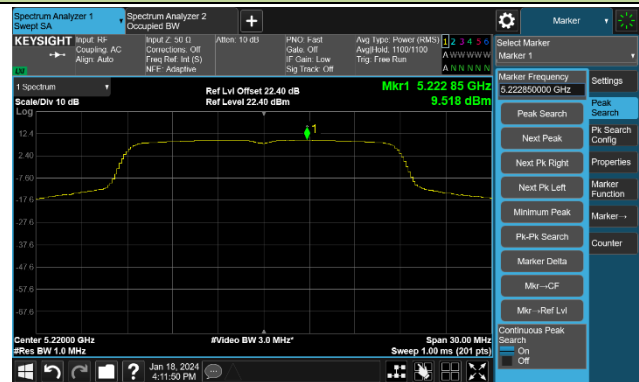 Spectrum Analyzer 1
Swept SA
Spectrum Analyzer 2
Occupied BW
+
Marker
KEYSIGHT
Input: RF
Coupling: AC
Align: Auto
Input Z: 50 Ω
Corrections: Off
Freq Ref: Int (S)
NFE: Adaptive
Atten: 10 dB
PNO: Fast
Gate: Off
IF Gain: Low
Sig Track: Off
Avg Type: Power (RMS)
Avg|Hold: 1100/1100
Trig: Free Run
1 2 3 4 5 6
A W W W W W
A N N N N N
LVI
Select Marker
Marker 1
1 Spectrum
Scale/Div 10 dB
Log
Ref Lvl Offset 22.40 dB
Ref Level 22.40 dBm
Mkr1 5.222 85 GHz
9.518 dBm
1
12.4
2.40
-7.60
-17.6
-27.6
-37.6
-47.6
-57.6
-67.6
Center 5.22000 GHz
#Res BW 1.0 MHz
#Video BW 3.0 MHz*
Span 30.00 MHz
Sweep 1.00 ms (201 pts)
Marker Frequency
5.222850000 GHz
Peak Search
Next Peak
Next Pk Right
Next Pk Left
Minimum Peak
Pk-Pk Search
Marker Delta
Mkr→CF
Mkr→Ref Lvl
Continuous Peak
Search
On
Off
Settings
Peak
Search
Pk Search
Config
Properties
Marker
Function
Marker→
Counter
?
Jan 18, 2024
4:11:50 PM